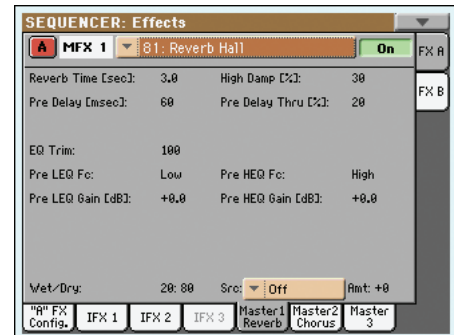 SEQUENCER: Effects
A MFX 1 81: Reverb Hall On FX A
Reverb Time [sec]: 3.0 High Damp [%]: 30
FX B
Pre Delay [msec]: 60 Pre Delay Thru [%]: 20
EQ Trim: 100
Pre LEQ Fc: Low Pre HEQ Fc: High
Pre LEQ Gain [dB]: +0.0 Pre HEQ Gain [dB]: +0.0
Wet/Dry: 20:80 Src: Off Amt: +0
"A" FX Config. IFX 1 IFX 2 IFX 3 Master1 Reverb Master2 Chorus Master 3